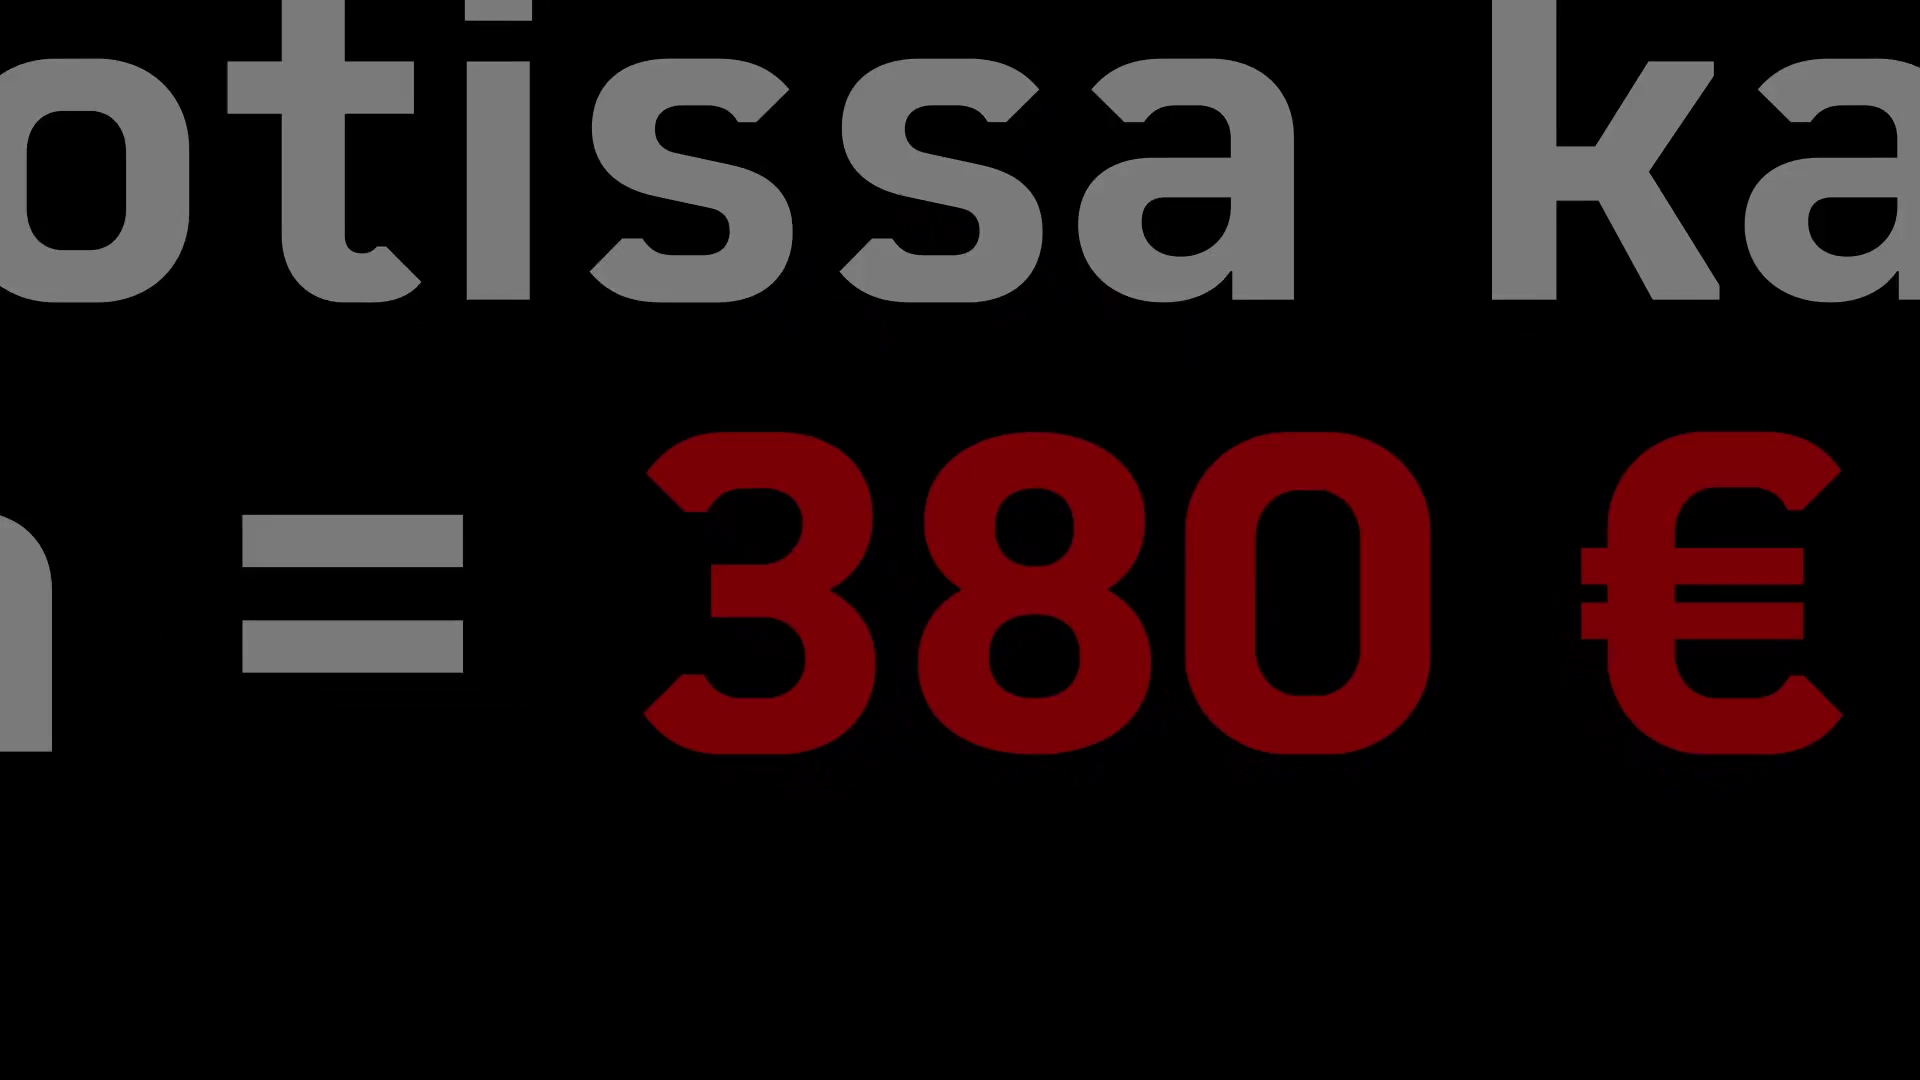 otissa ka
= 380 €